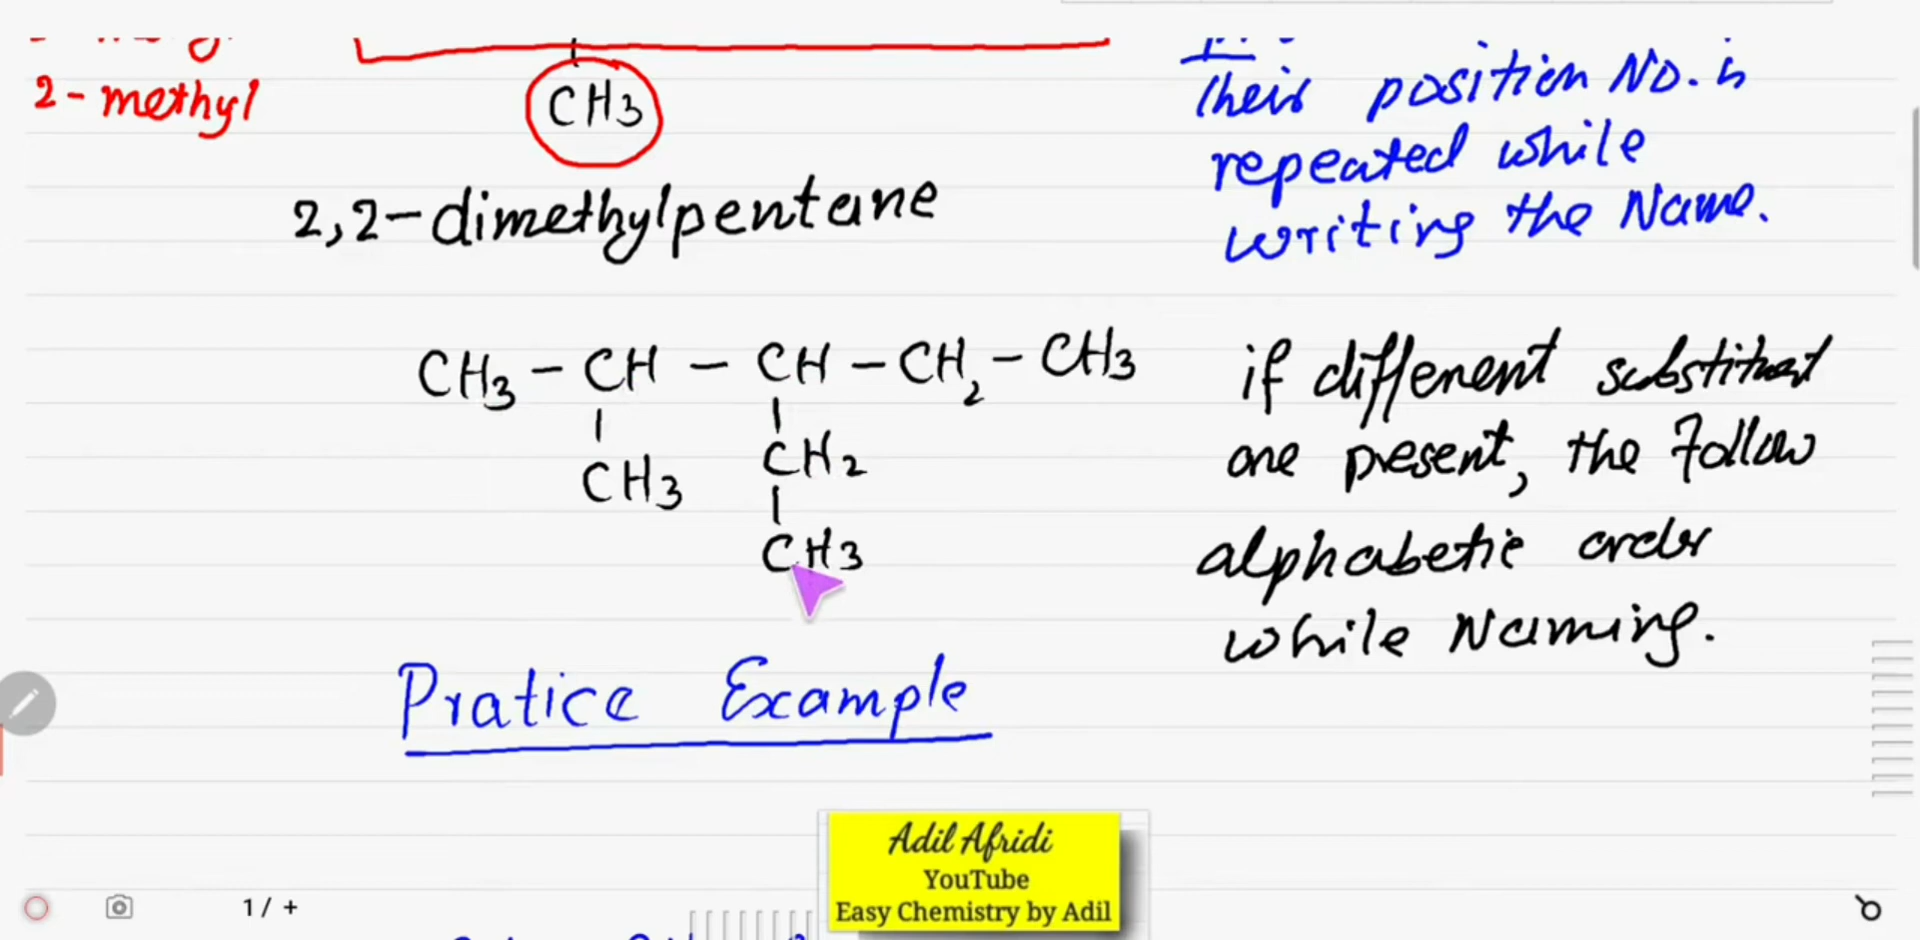 2-methyl
CH3
Their position No. is
repeated while
writing the Name.
2,2-dimethylpentane
CH3 - CH - CH - CH2 - CH3
CH3 CH2
CH3
if different substituent
are present, the follow
alphabetic order
while Naming.
Pratice Example
Adil Afridi
YouTube
Easy Chemistry by Adil
1 / +